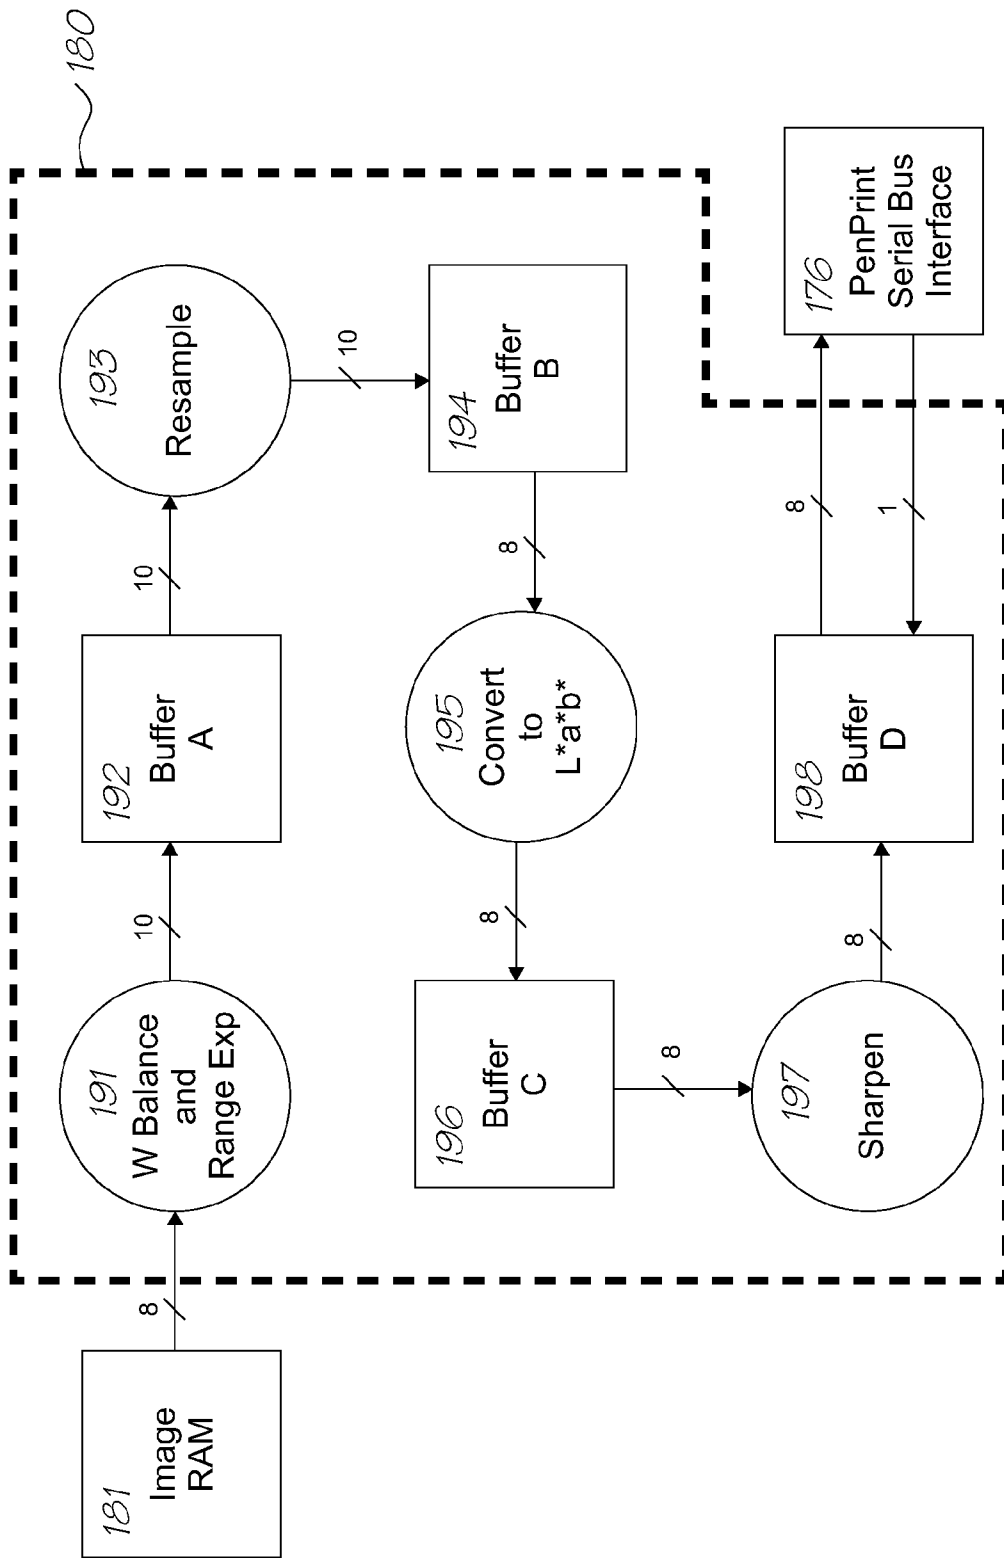 180
181
Image
RAM
8
191
W Balance
and
Range Exp
10
192
Buffer
A
10
193
Resample
10
194
Buffer
B
8
195
Convert
to
L*a*b*
8
196
Buffer
C
8
197
Sharpen
8
198
Buffer
D
8
1
176
PenPrint
Serial Bus
Interface